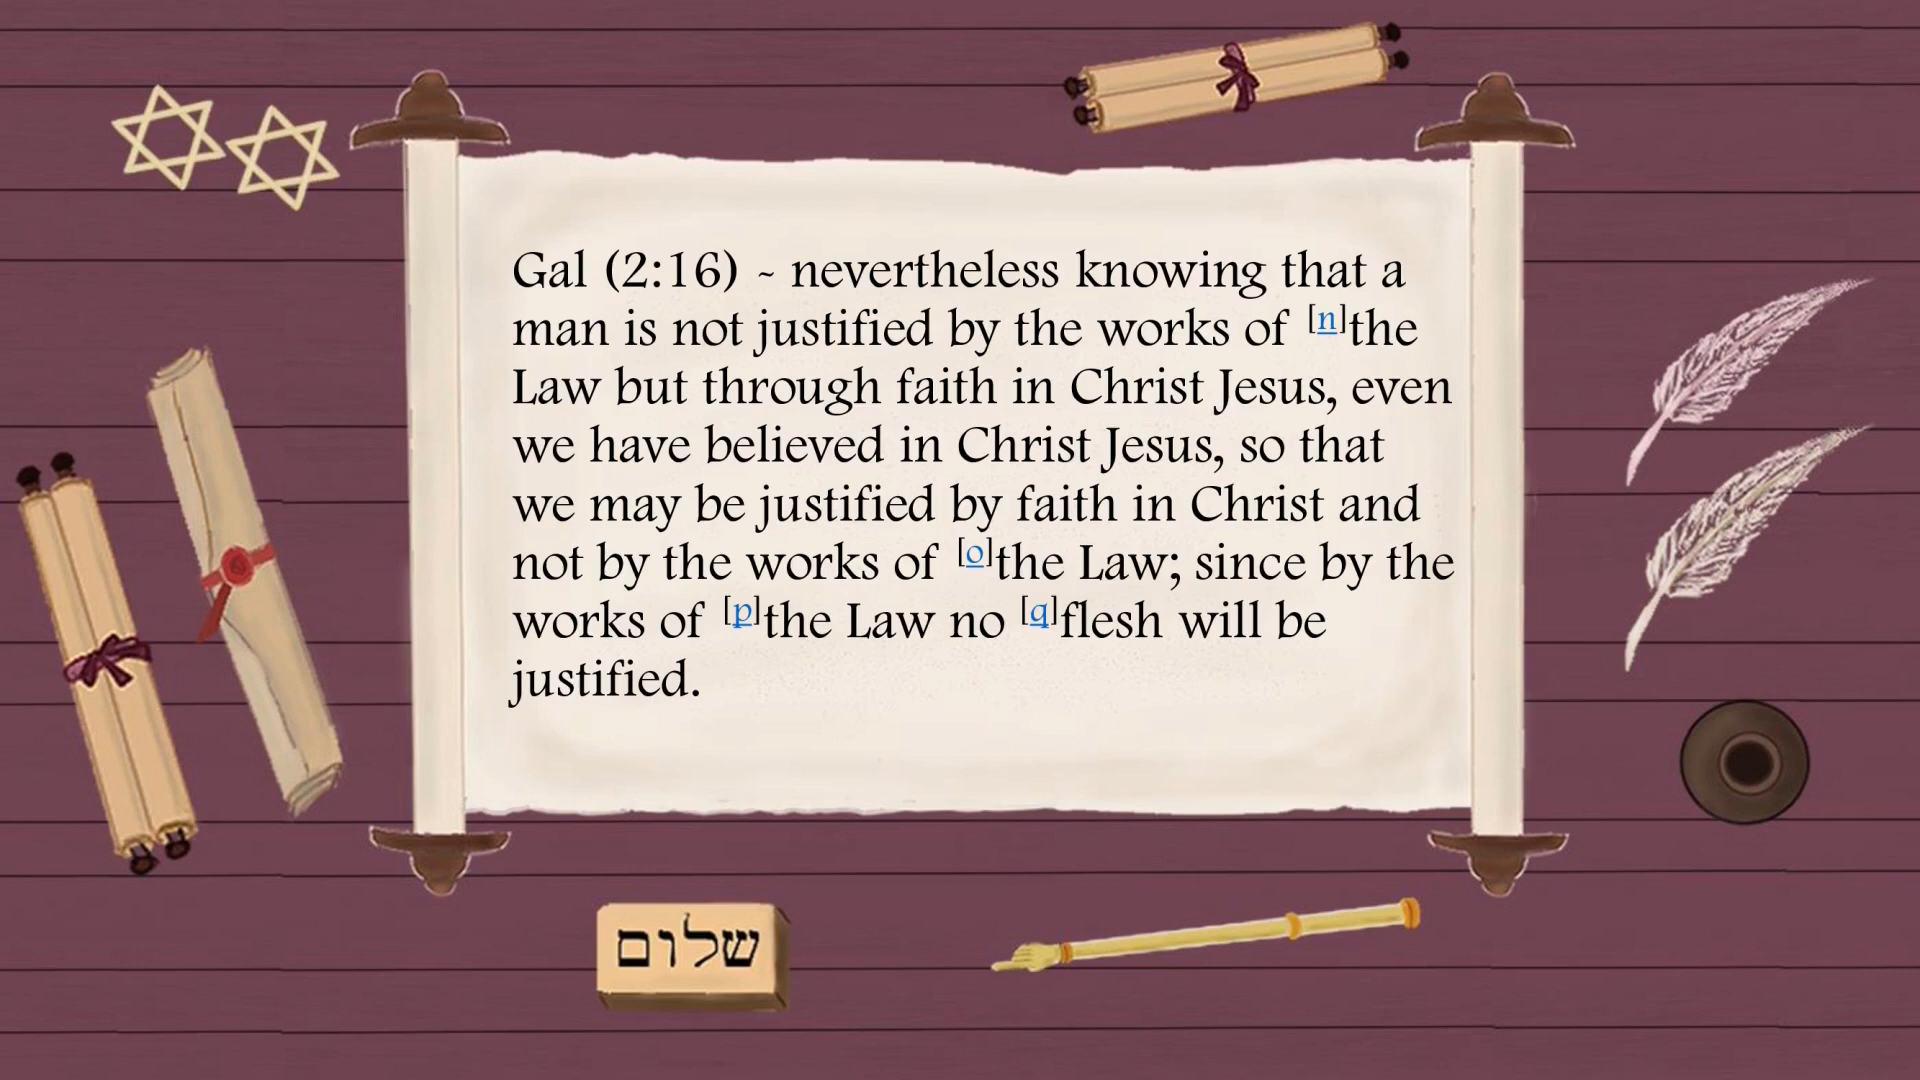 Gal (2:16) - nevertheless knowing that a
man is not justified by the works of [n]the
Law but through faith in Christ Jesus, even
we have believed in Christ Jesus, so that
we may be justified by faith in Christ and
not by the works of [o]the Law; since by the
works of [p]the Law no [q]flesh will be
justified.
שלום